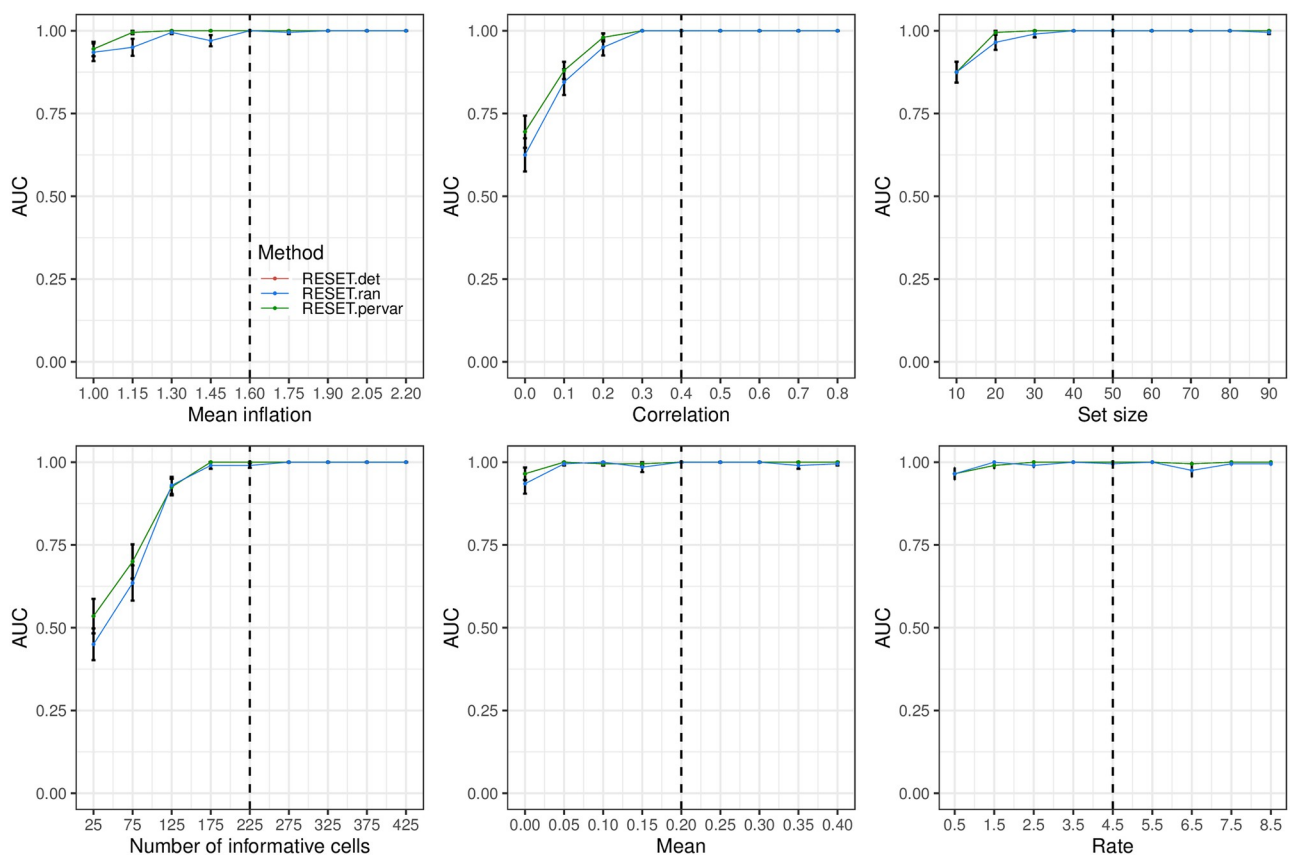 1.00
0.75
0.50
0.25
0.00
AUC
Method
RESET.det
RESET.ran
RESET.pervar
1.00 1.15 1.30 1.45 1.60 1.75 1.90 2.05 2.20
Mean inflation
1.00
0.75
0.50
0.25
0.00
AUC
0.0 0.1 0.2 0.3 0.4 0.5 0.6 0.7 0.8
Correlation
1.00
0.75
0.50
0.25
0.00
AUC
10 20 30 40 50 60 70 80 90
Set size
1.00
0.75
0.50
0.25
0.00
AUC
25 75 125 175 225 275 325 375 425
Number of informative cells
1.00
0.75
0.50
0.25
0.00
AUC
0.00 0.05 0.10 0.15 0.20 0.25 0.30 0.35 0.40
Mean
1.00
0.75
0.50
0.25
0.00
AUC
0.5 1.5 2.5 3.5 4.5 5.5 6.5 7.5 8.5
Rate